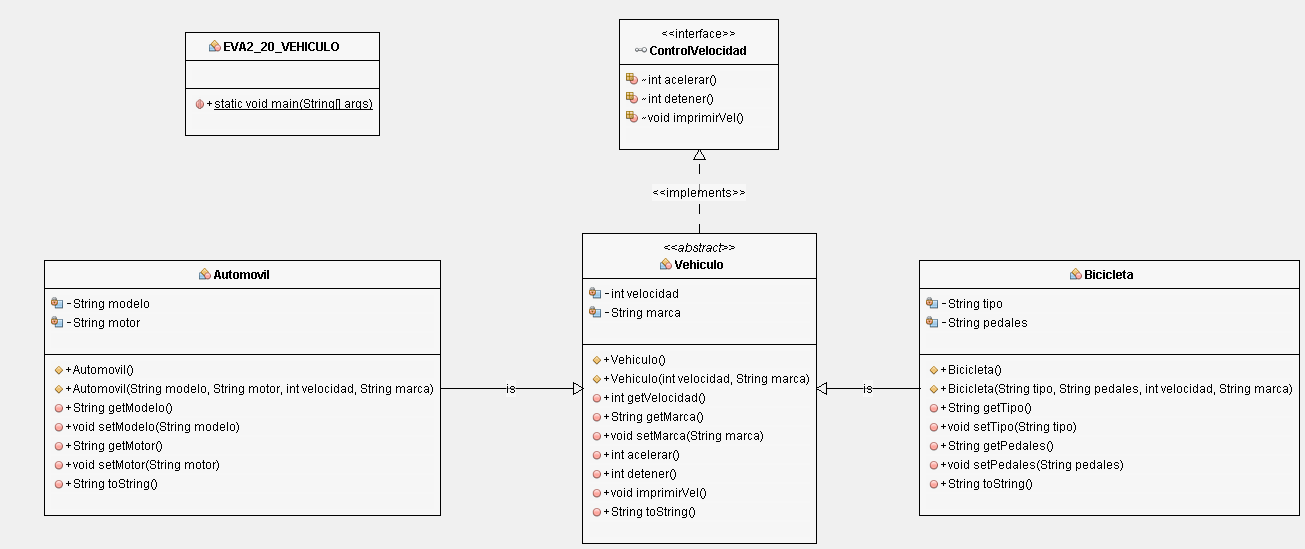 EVA2_20_VEHICULO
+ static void main(String[] args)
<<interface>>
ControlVelocidad
~int acelerar()
~int detener()
~void imprimirVel()
<<implements>>
Automovil
-String modelo
-String motor
+Automovil()
+Automovil(String modelo, String motor, int velocidad, String marca)
+String getModelo()
+void setModelo(String modelo)
+String getMotor()
+void setMotor(String motor)
+String toString()
is
<<abstract>>
Vehiculo
-int velocidad
-String marca
+Vehiculo()
+Vehiculo(int velocidad, String marca)
+int getVelocidad()
+String getMarca()
+void setMarca(String marca)
+int acelerar()
+int detener()
+void imprimirVel()
+String toString()
is
Bicicleta
-String tipo
-String pedales
+Bicicleta()
+Bicicleta(String tipo, String pedales, int velocidad, String marca)
+String getTipo()
+void setTipo(String tipo)
+String getPedales()
+void setPedales(String pedales)
+String toString()